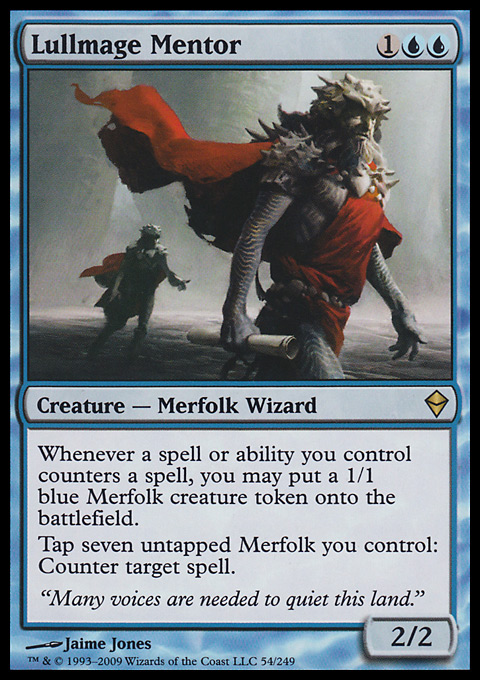 Lullmage Mentor 1
Creature — Merfolk Wizard
Whenever a spell or ability you control
counters a spell, you may put a 1/1
blue Merfolk creature token onto the
battlefield.
Tap seven untapped Merfolk you control:
Counter target spell.
“Many voices are needed to quiet this land.”
Jaime Jones
2/2
™ & © 1993–2009 Wizards of the Coast LLC 54/249